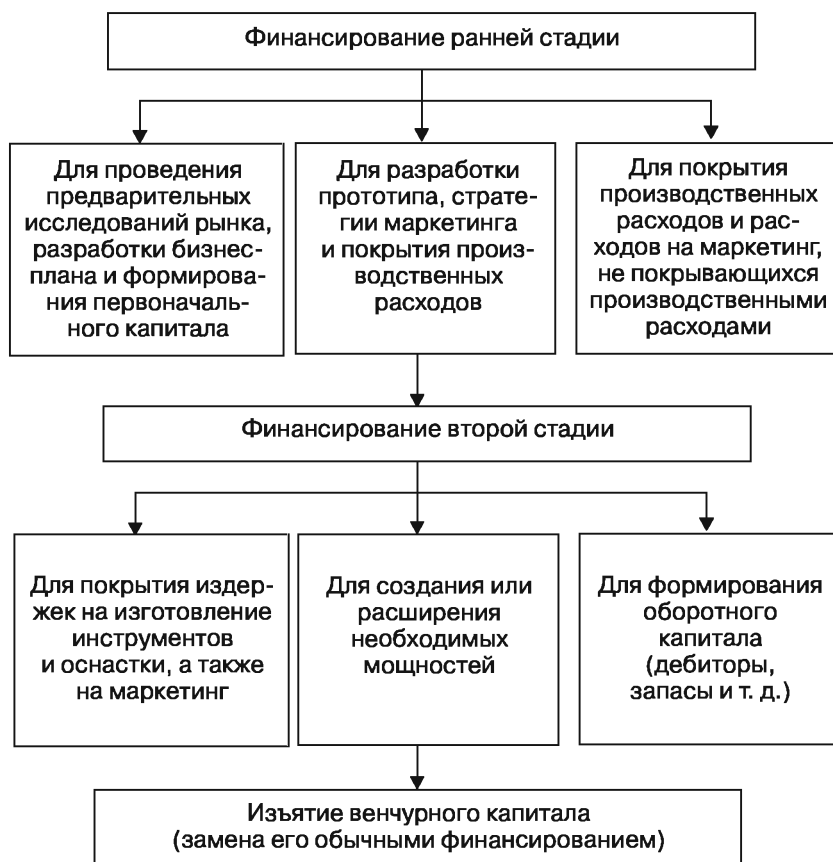 Финансирование ранней стадии
Для проведения
предварительных
исследований рынка,
разработки бизнес-
плана и формирова-
ния первоначаль-
ного капитала
Для разработки
прототипа, страте-
гии маркетинга
и покрытия произ-
водственных
расходов
Для покрытия
производственных
расходов и рас-
ходов на маркетинг,
не покрывающихся
производственными
расходами
Финансирование второй стадии
Для покрытия издер-
жек на изготовление
инструментов
и оснастки, а также
на маркетинг
Для создания или
расширения
необходимых
мощностей
Для формирования
оборотного
капитала
(дебиторы,
запасы и т. д.)
Изъятие венчурного капитала
(замена его обычными финансированием)